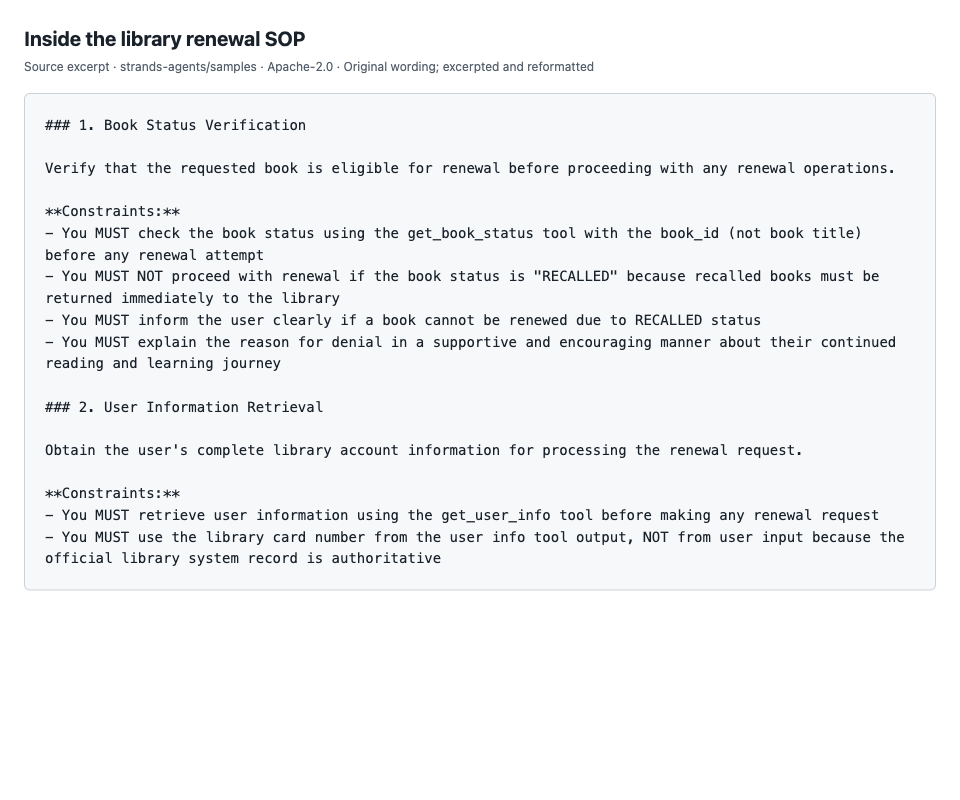 Inside the library renewal SOP
Source excerpt · strands-agents/samples · Apache-2.0 · Original wording; excerpted and reformatted
### 1. Book Status Verification
Verify that the requested book is eligible for renewal before proceeding with any renewal operations.
**Constraints:**
- You MUST check the book status using the get_book_status tool with the book_id (not book title)
before any renewal attempt
- You MUST NOT proceed with renewal if the book status is "RECALLED" because recalled books must be
returned immediately to the library
- You MUST inform the user clearly if a book cannot be renewed due to RECALLED status
- You MUST explain the reason for denial in a supportive and encouraging manner about their continued
reading and learning journey
### 2. User Information Retrieval
Obtain the user's complete library account information for processing the renewal request.
**Constraints:**
- You MUST retrieve user information using the get_user_info tool before making any renewal request
- You MUST use the library card number from the user info tool output, NOT from user input because the
official library system record is authoritative